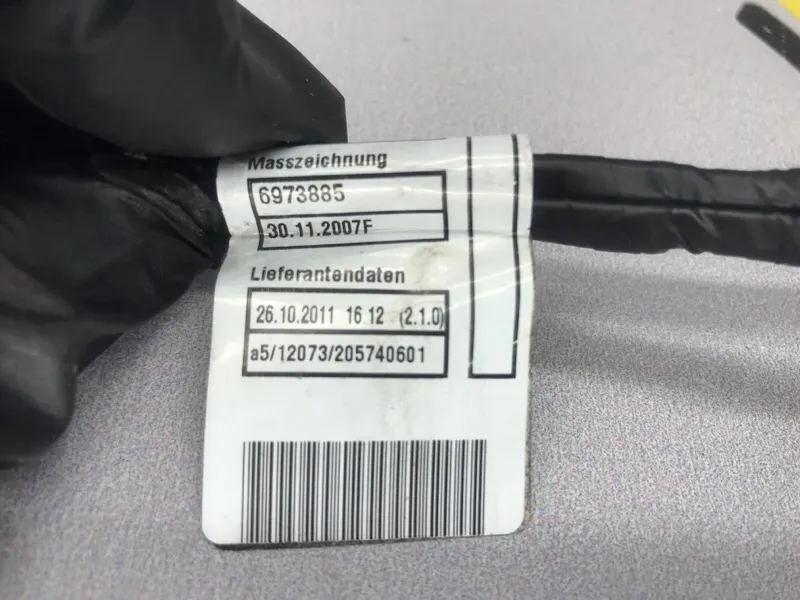 Masszeichnung
6973885
30.11.2007F
Lieferantendaten
26.10.2011 16:12 (2.1.0)
a5/12073/205740601